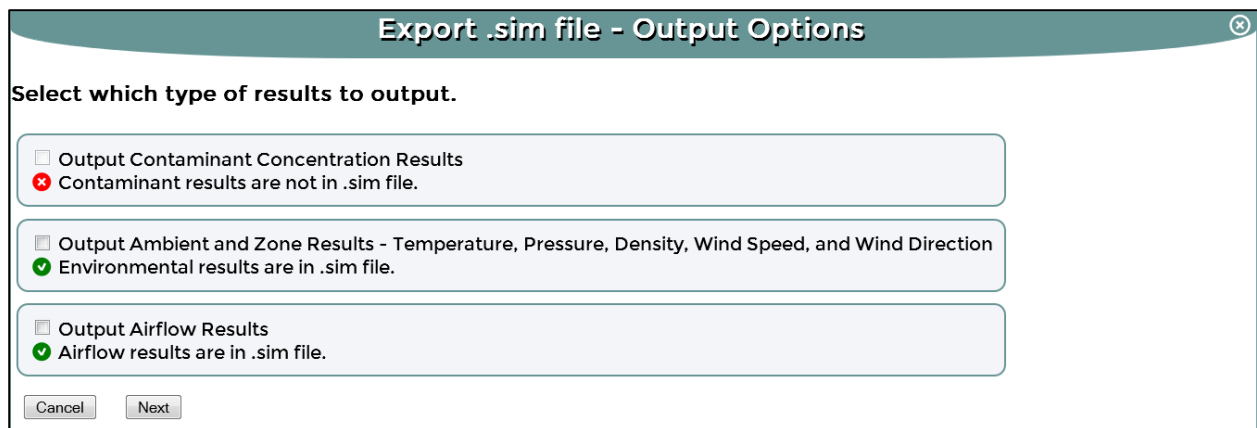 Export .sim file - Output Options
Select which type of results to output.
Output Contaminant Concentration Results
Contaminant results are not in .sim file.
Output Ambient and Zone Results - Temperature, Pressure, Density, Wind Speed, and Wind Direction
Environmental results are in .sim file.
Output Airflow Results
Airflow results are in .sim file.
Cancel Next